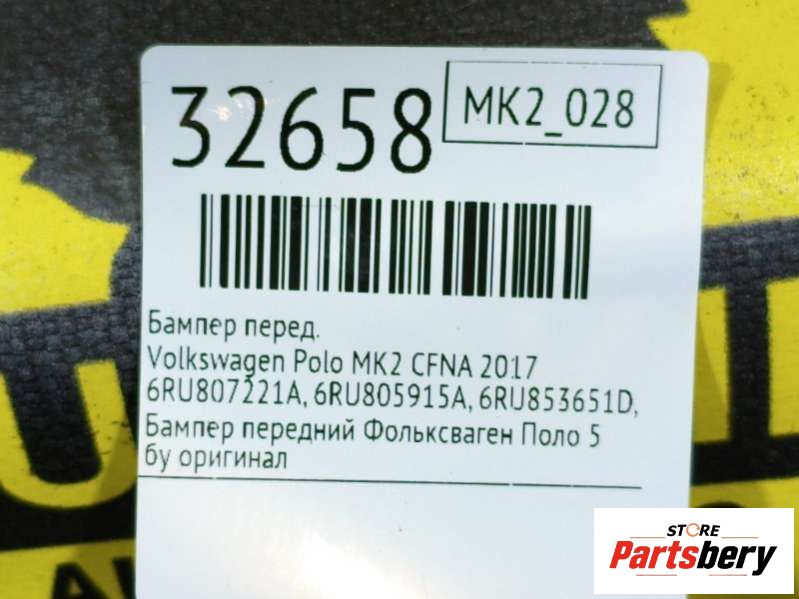 32658
MK2_028
Бампер перед.
Volkswagen Polo MK2 CFNA 2017
6RU807221A, 6RU805915A, 6RU853651D,
Бампер передний Фольксваген Поло 5
бу оригинал
STORE
Partsbery